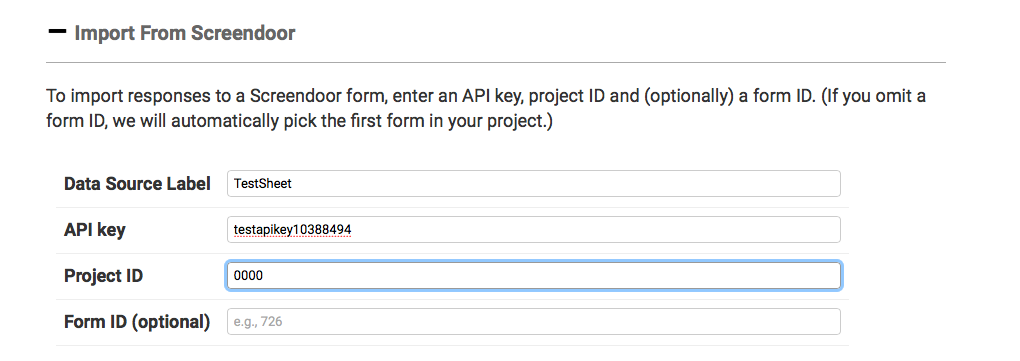 Import From Screendoor
To import responses to a Screendoor form, enter an API key, project ID and (optionally) a form ID. (If you omit a
form ID, we will automatically pick the first form in your project.)
Data Source Label TestSheet
API key testapikey10388494
Project ID 0000
Form ID (optional) e.g., 726